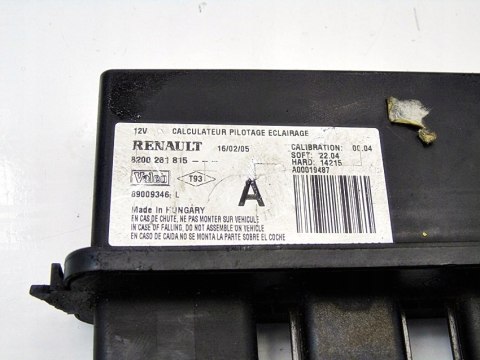 12V CALCULATEUR PILOTAGE ECLAIRAGE
RENAULT 16/02/05 CALIBRATION: 00.04
8200 281 815 --- SOFT: 22.04
HARD: 14215
Valeo T93 A A00019487
89009346 L
Made in HUNGARY
EN CAS DE CHUTE, NE PAS MONTER SUR VEHICULE
IN CASE OF FALLING, DO NOT ASSEMBLE UN VEHICLE
EN CASO DE CAIDA NO SE MONTA LA PARTE SOBRE EL COCHE